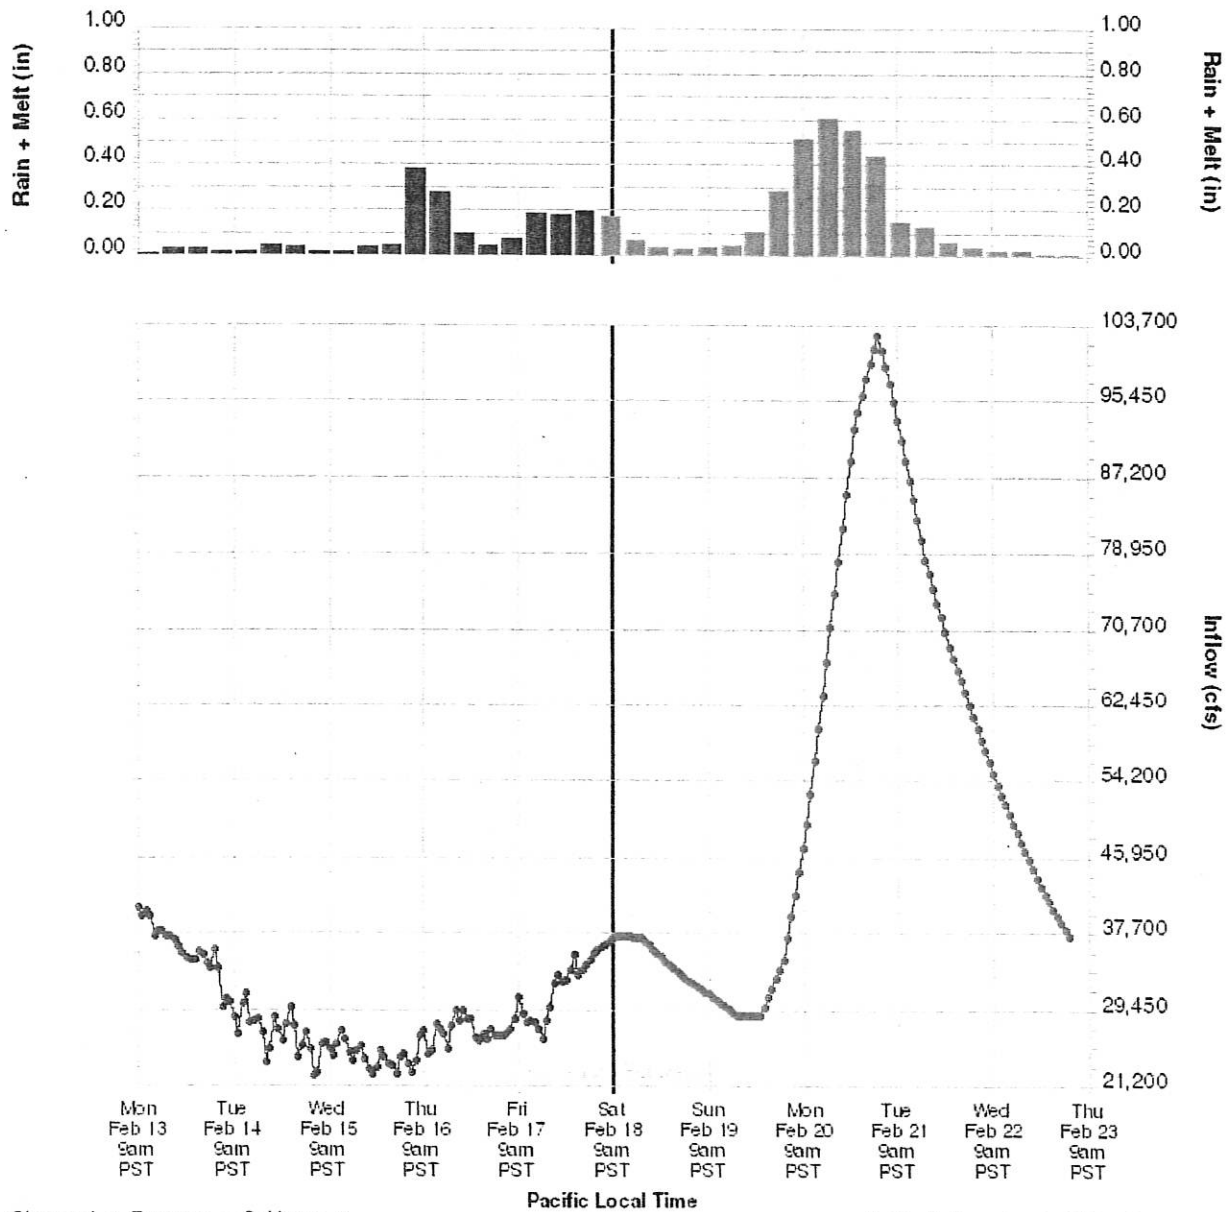 1.00
0.80
0.60
0.40
0.20
0.00
Rain + Melt (in)
1.00
0.80
0.60
0.40
0.20
0.00
Rain + Melt (in)
103,700
95,450
87,200
78,950
70,700
62,450
54,200
45,950
37,700
29,450
21,200
Inflow (cfs)
Mon Tue Wed Thu Fri Sat Sun Mon Tue Wed Thu
Feb 13 Feb 14 Feb 15 Feb 16 Feb 17 Feb 18 Feb 19 Feb 20 Feb 21 Feb 22 Feb 23
9am 9am 9am 9am 9am 9am 9am 9am 9am 9am 9am
PST PST PST PST PST PST PST PST PST PST PST
Pacific Local Time